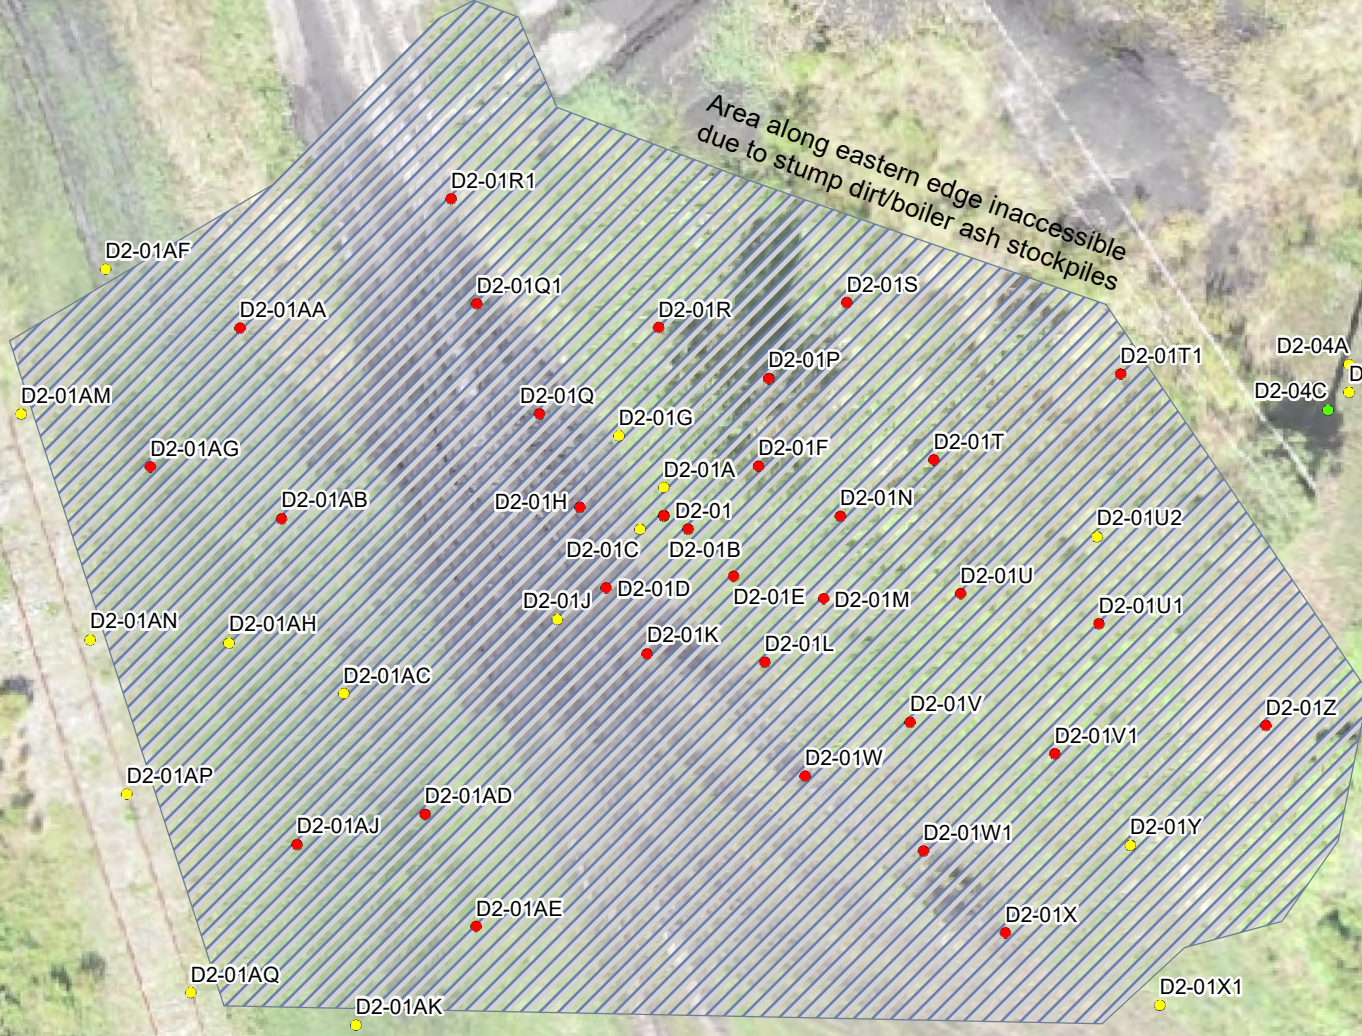 Area along eastern edge inaccessible
due to stump dirt/boiler ash stockpiles
D2-01R1
D2-01AF
D2-01Q1
D2-01S
D2-01AA
D2-01R
D2-04A
D2-01P
D2-01T1
D
D2-04C
D2-01AM
D2-01Q
D2-01G
D2-01AG
D2-01F
D2-01T
D2-01A
D2-01AB
D2-01H
D2-01
D2-01N
D2-01U2
D2-01C
D2-01B
D2-01U
D2-01D
D2-01E
D2-01M
D2-01J
D2-01U1
D2-01AN
D2-01AH
D2-01K
D2-01L
D2-01AC
D2-01V
D2-01Z
D2-01V1
D2-01W
D2-01AP
D2-01AD
D2-01AJ
D2-01W1
D2-01Y
D2-01AE
D2-01X
D2-01AQ
D2-01X1
D2-01AK